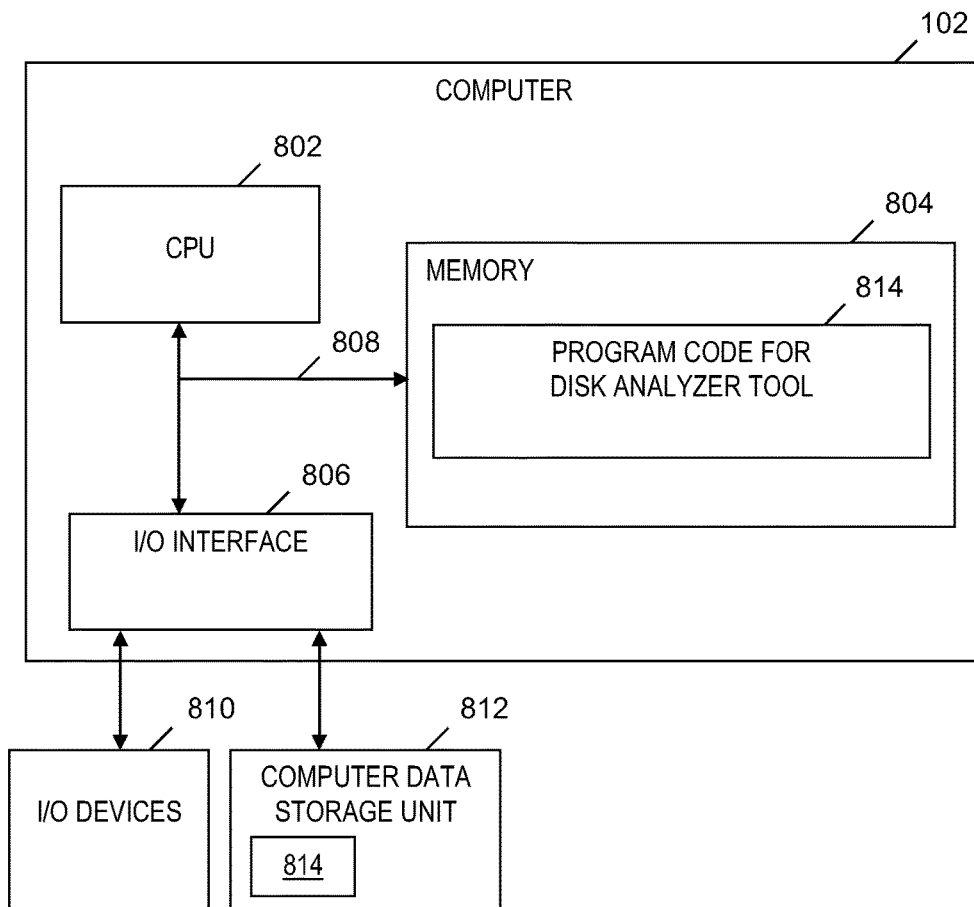 102
COMPUTER
802
CPU
804
MEMORY
814
PROGRAM CODE FOR
DISK ANALYZER TOOL
808
806
I/O INTERFACE
810
I/O DEVICES
812
COMPUTER DATA
STORAGE UNIT
814